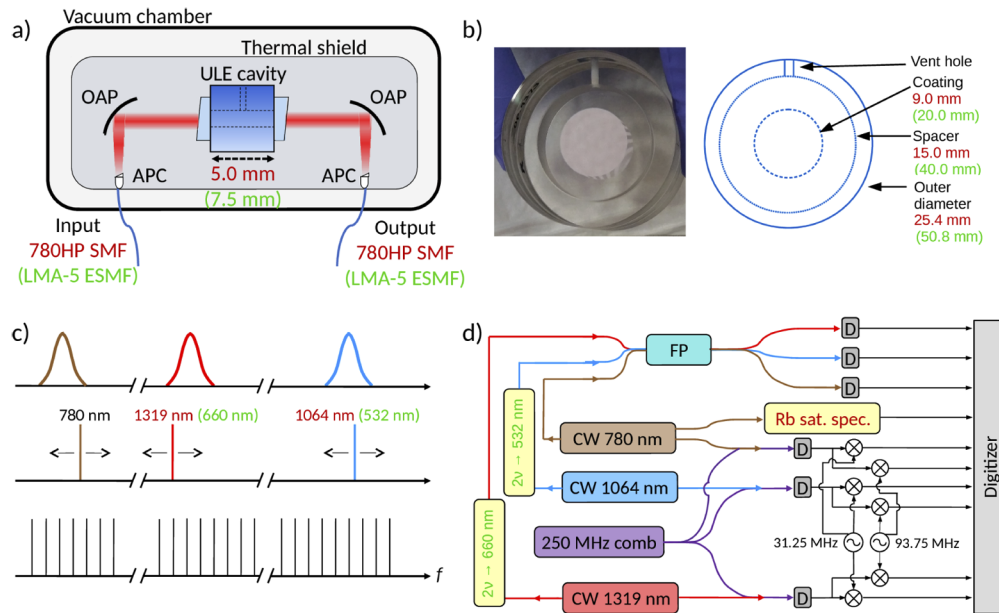 a)
Vacuum chamber
Thermal shield
ULE cavity
OAP
OAP
5.0 mm
(7.5 mm)
APC
APC
Input
780HP SMF
(LMA-5 ESMF)
Output
780HP SMF
(LMA-5 ESMF)
b)
Vent hole
Coating
9.0 mm
(20.0 mm)
Spacer
15.0 mm
(40.0 mm)
Outer
diameter
25.4 mm
(50.8 mm)
c)
780 nm
1319 nm (660 nm)
1064 nm (532 nm)
f
d)
FP
D
D
D
2ν → 532 nm
CW 780 nm
Rb sat. spec.
D
CW 1064 nm
D
2ν → 660 nm
250 MHz comb
31.25 MHz
93.75 MHz
CW 1319 nm
D
Digitizer